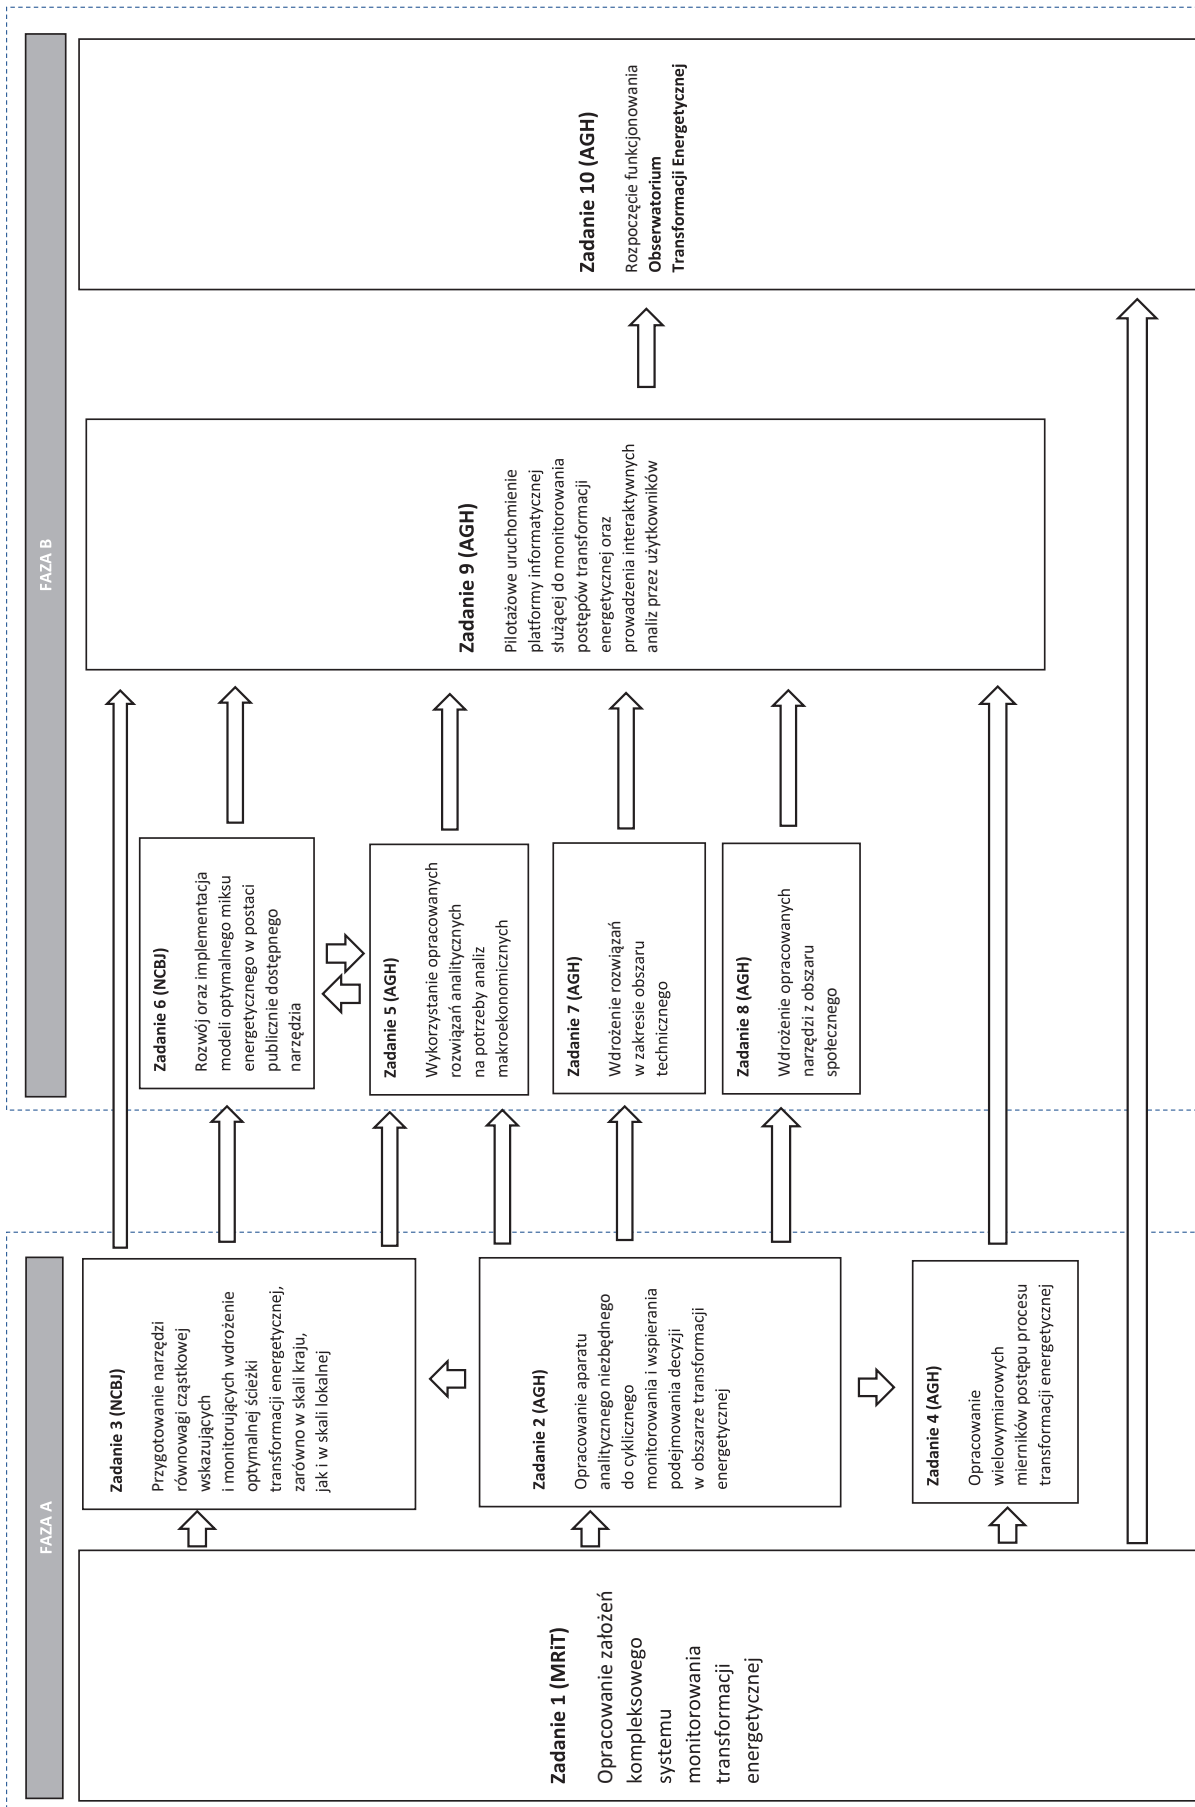 FAZA A
FAZA B
Zadanie 1 (MRiT)
Opracowanie założeń
kompleksowego
systemu
monitorowania
transformacji
energetycznej
Zadanie 3 (NCBJ)
Przygotowanie narzędzi
równowagi cząstkowej
wskazujących
i monitorujących wdrożenie
optymalnej ścieżki
transformacji energetycznej,
zarówno w skali kraju,
jak i w skali lokalnej
Zadanie 2 (AGH)
Opracowanie aparatu
analitycznego niezbędnego
do cyklicznego
monitorowania i wspierania
podejmowania decyzji
w obszarze transformacji
energetycznej
Zadanie 4 (AGH)
Opracowanie
wielowymiarowych
mierników postępu procesu
transformacji energetycznej
Zadanie 6 (NCBJ)
Rozwój oraz implementacja
modeli optymalnego miksu
energetycznego w postaci
publicznie dostępnego
narzędzia
Zadanie 5 (AGH)
Wykorzystanie opracowanych
rozwiązań analitycznych
na potrzeby analiz
makroekonomicznych
Zadanie 7 (AGH)
Wdrożenie rozwiązań
w zakresie obszaru
technicznego
Zadanie 8 (AGH)
Wdrożenie opracowanych
narzędzi z obszaru
społecznego
Zadanie 9 (AGH)
Pilotażowe uruchomienie
platformy informatycznej
służącej do monitorowania
postępów transformacji
energetycznej oraz
prowadzenia interaktywnych
analiz przez użytkowników
Zadanie 10 (AGH)
Rozpoczęcie funkcjonowania
Obserwatorium
Transformacji Energetycznej